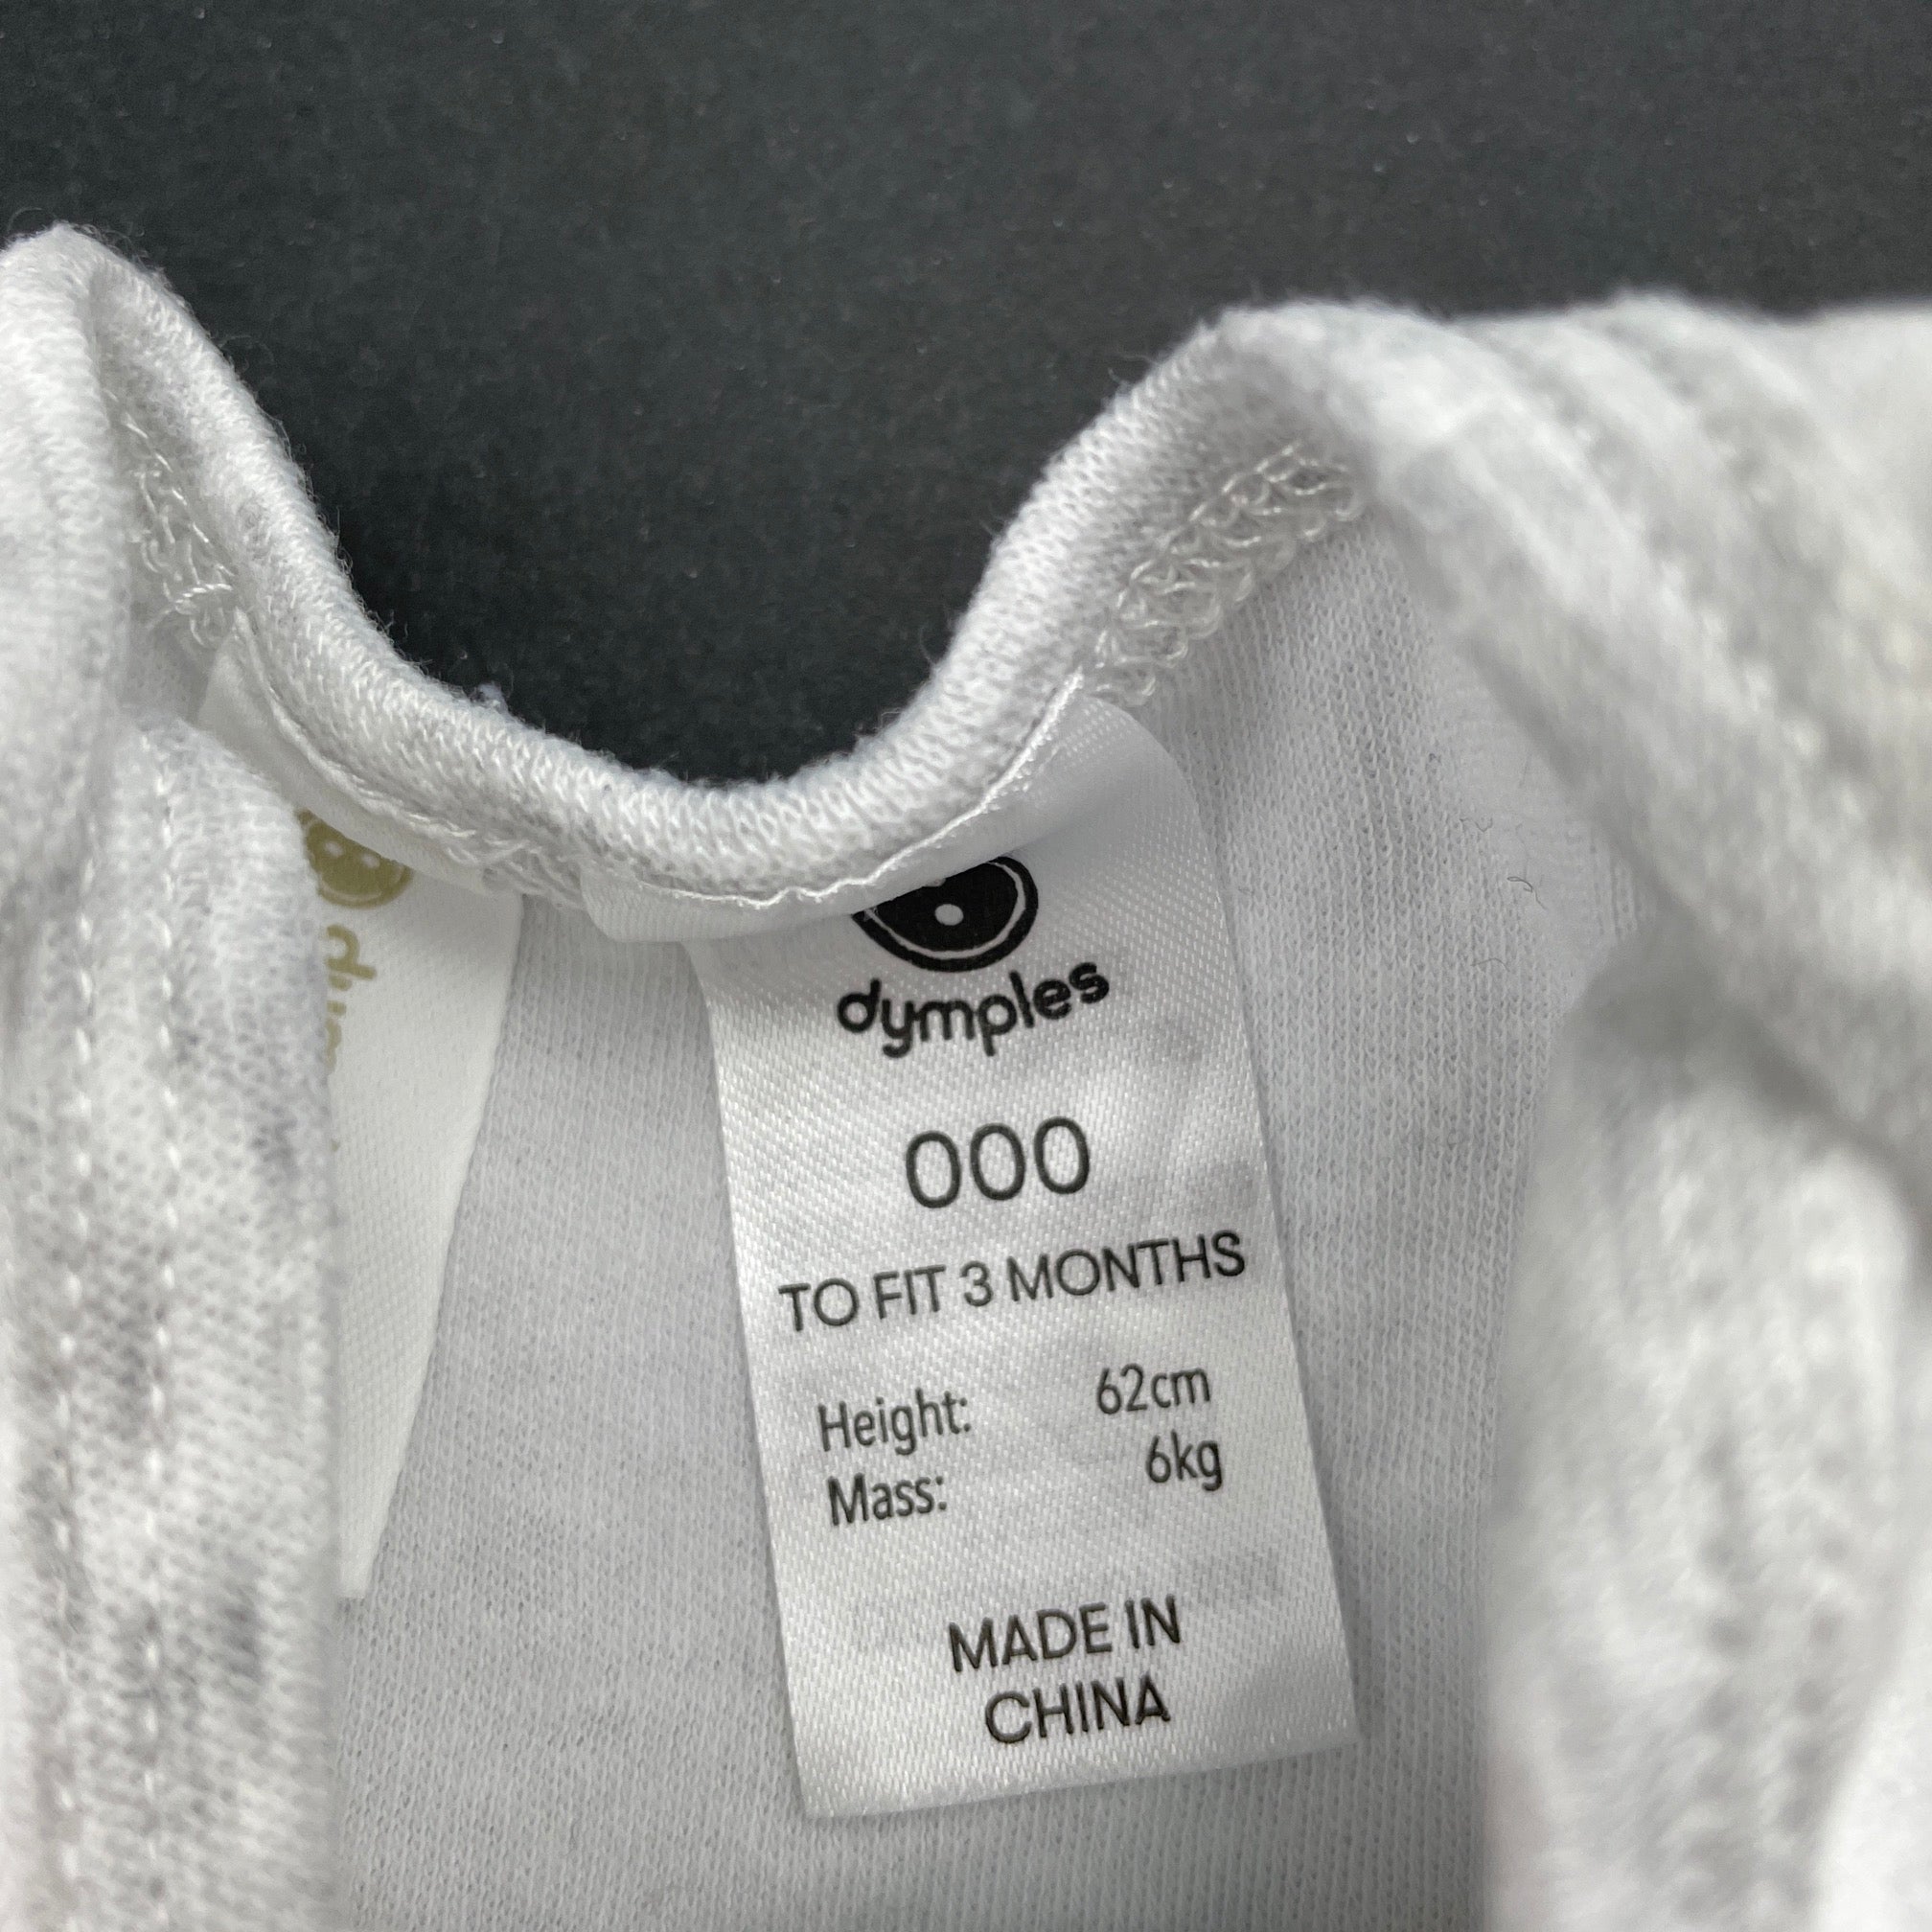 dymples
000
TO FIT 3 MONTHS
Height: 62cm
Mass: 6kg
MADE IN
CHINA